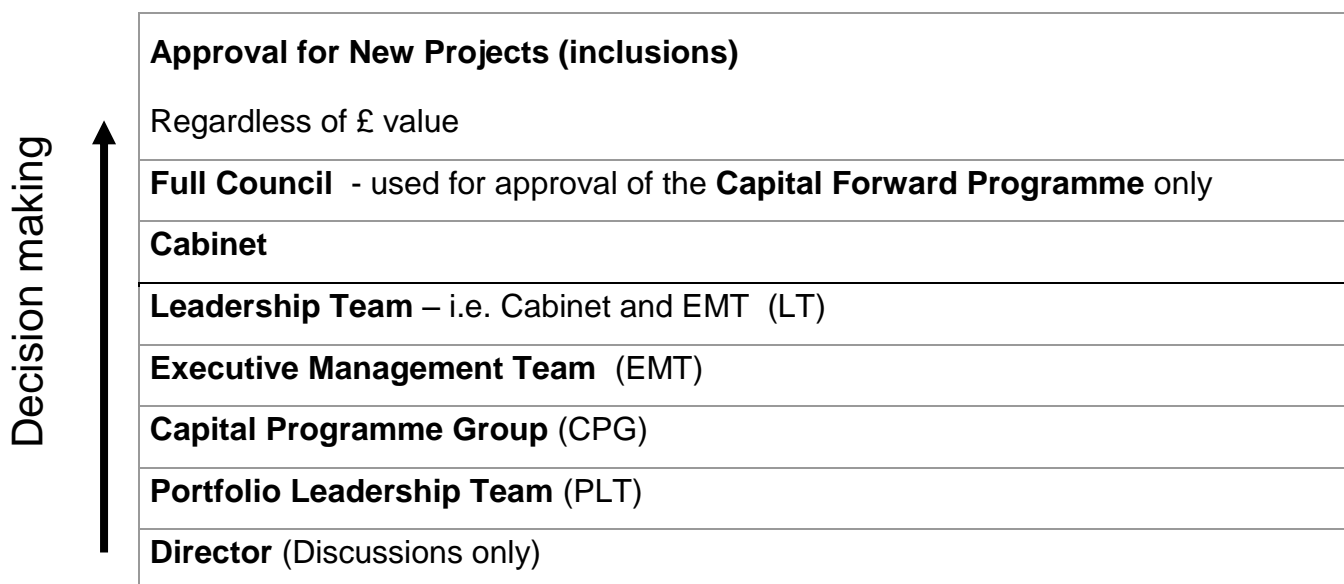 Decision making
Approval for New Projects (inclusions)
Regardless of £ value
Full Council - used for approval of the Capital Forward Programme only
Cabinet
Leadership Team – i.e. Cabinet and EMT (LT)
Executive Management Team (EMT)
Capital Programme Group (CPG)
Portfolio Leadership Team (PLT)
Director (Discussions only)